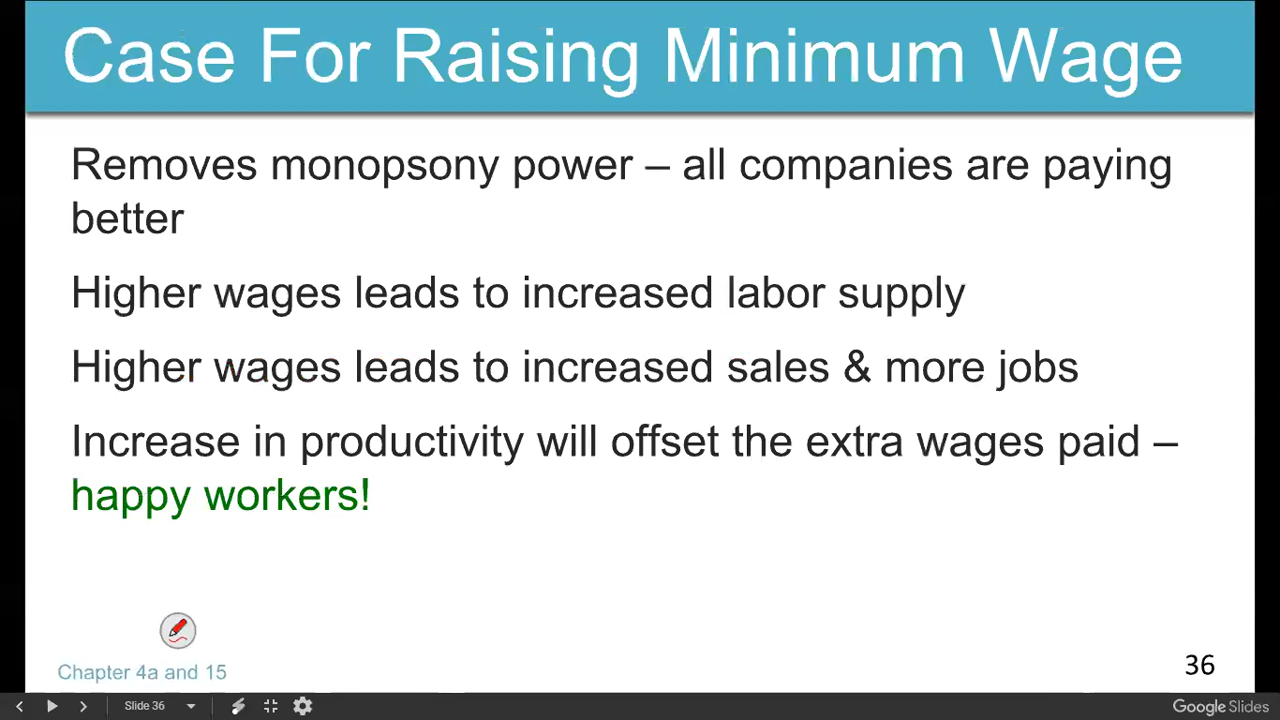 Case For Raising Minimum Wage
Removes monopsony power – all companies are paying
better
Higher wages leads to increased labor supply
Higher wages leads to increased sales & more jobs
Increase in productivity will offset the extra wages paid –
happy workers!
Chapter 4a and 15
36
Slide 36
Google Slides